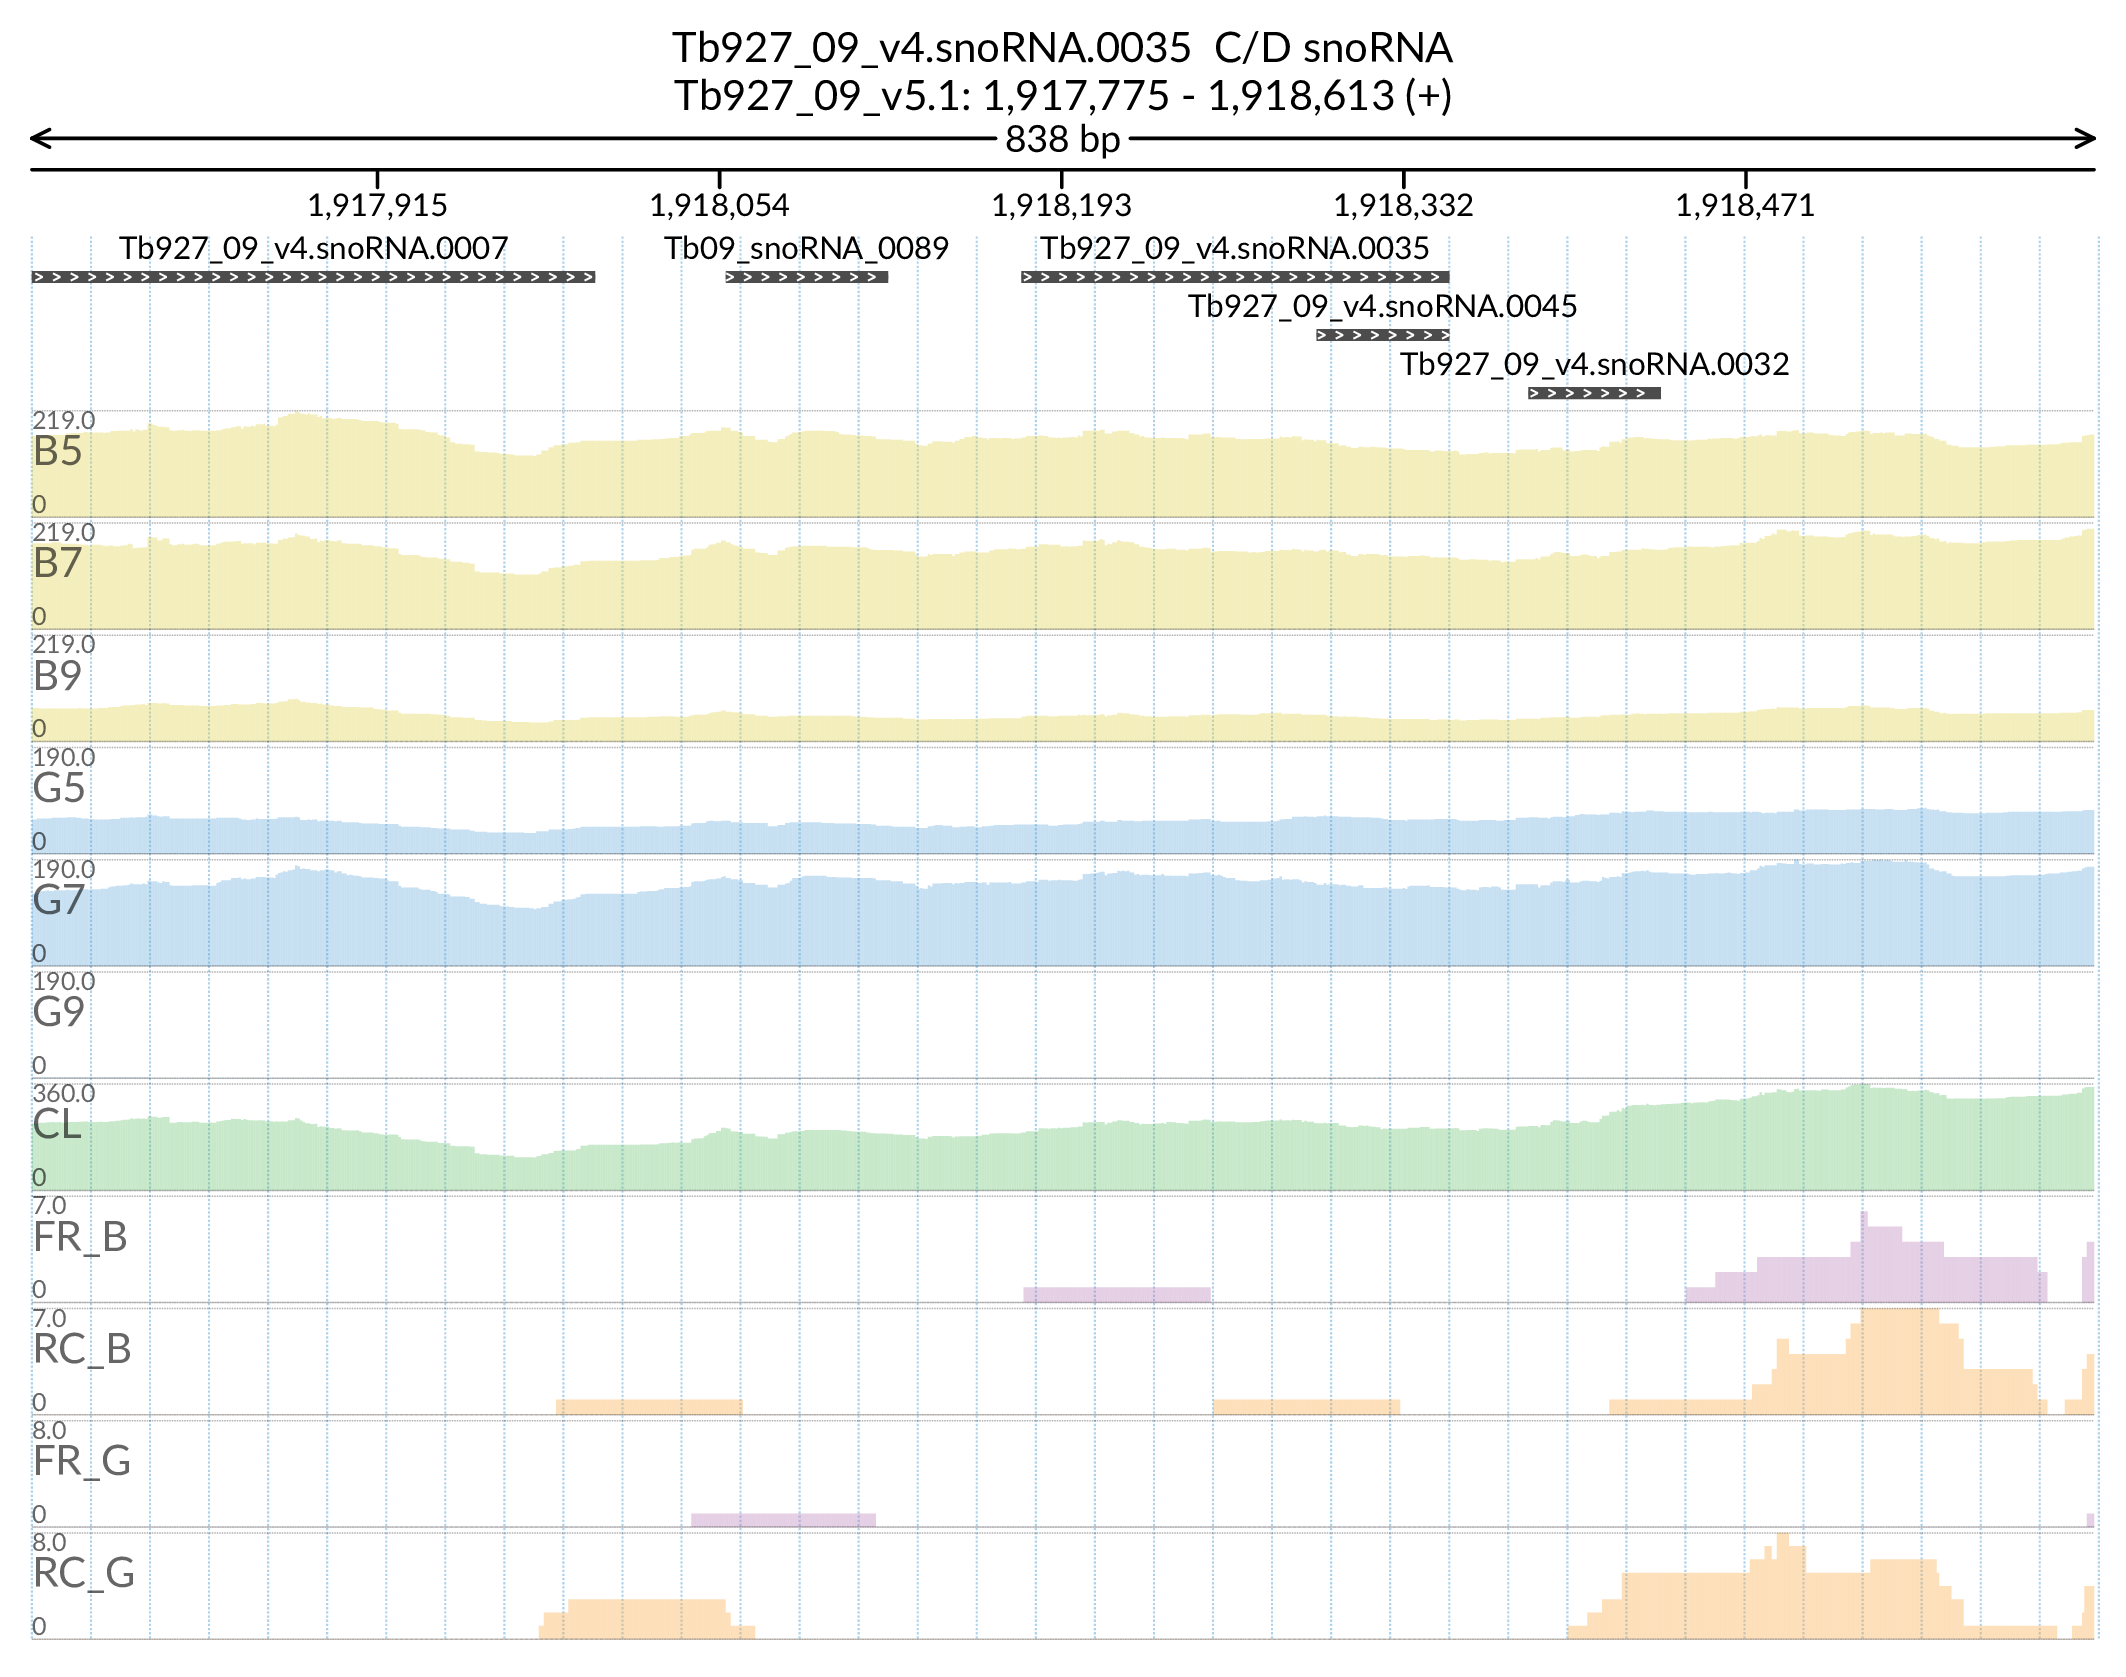 Tb927_09_v4.snoRNA.0035  C/D snoRNA
Tb927_09_v5.1: 1,917,775 - 1,918,613 (+)
838 bp
1,917,915 1,918,054 1,918,193 1,918,332 1,918,471
Tb927_09_v4.snoRNA.0007 Tb09_snoRNA_0089 Tb927_09_v4.snoRNA.0035
Tb927_09_v4.snoRNA.0045
Tb927_09_v4.snoRNA.0032
219.0
B5
0
219.0
B7
0
219.0
B9
0
190.0
G5
0
190.0
G7
0
190.0
G9
0
360.0
CL
0
7.0
FR_B
0
7.0
RC_B
0
8.0
FR_G
0
8.0
RC_G
0